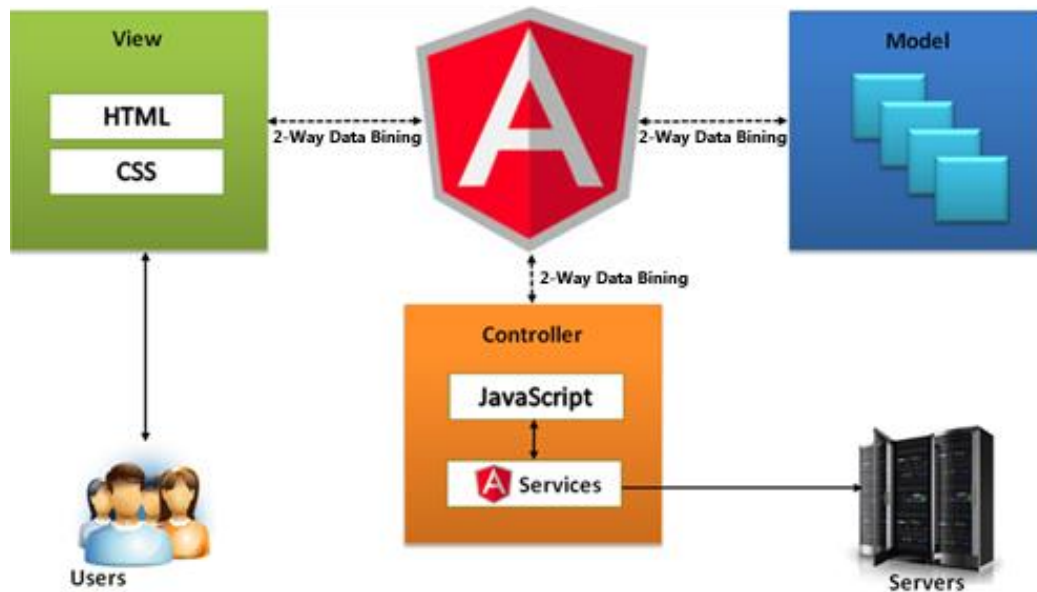 View
HTML
CSS
2-Way Data Bining
A
2-Way Data Bining
Model
2-Way Data Bining
Controller
JavaScript
A Services
Users
Servers